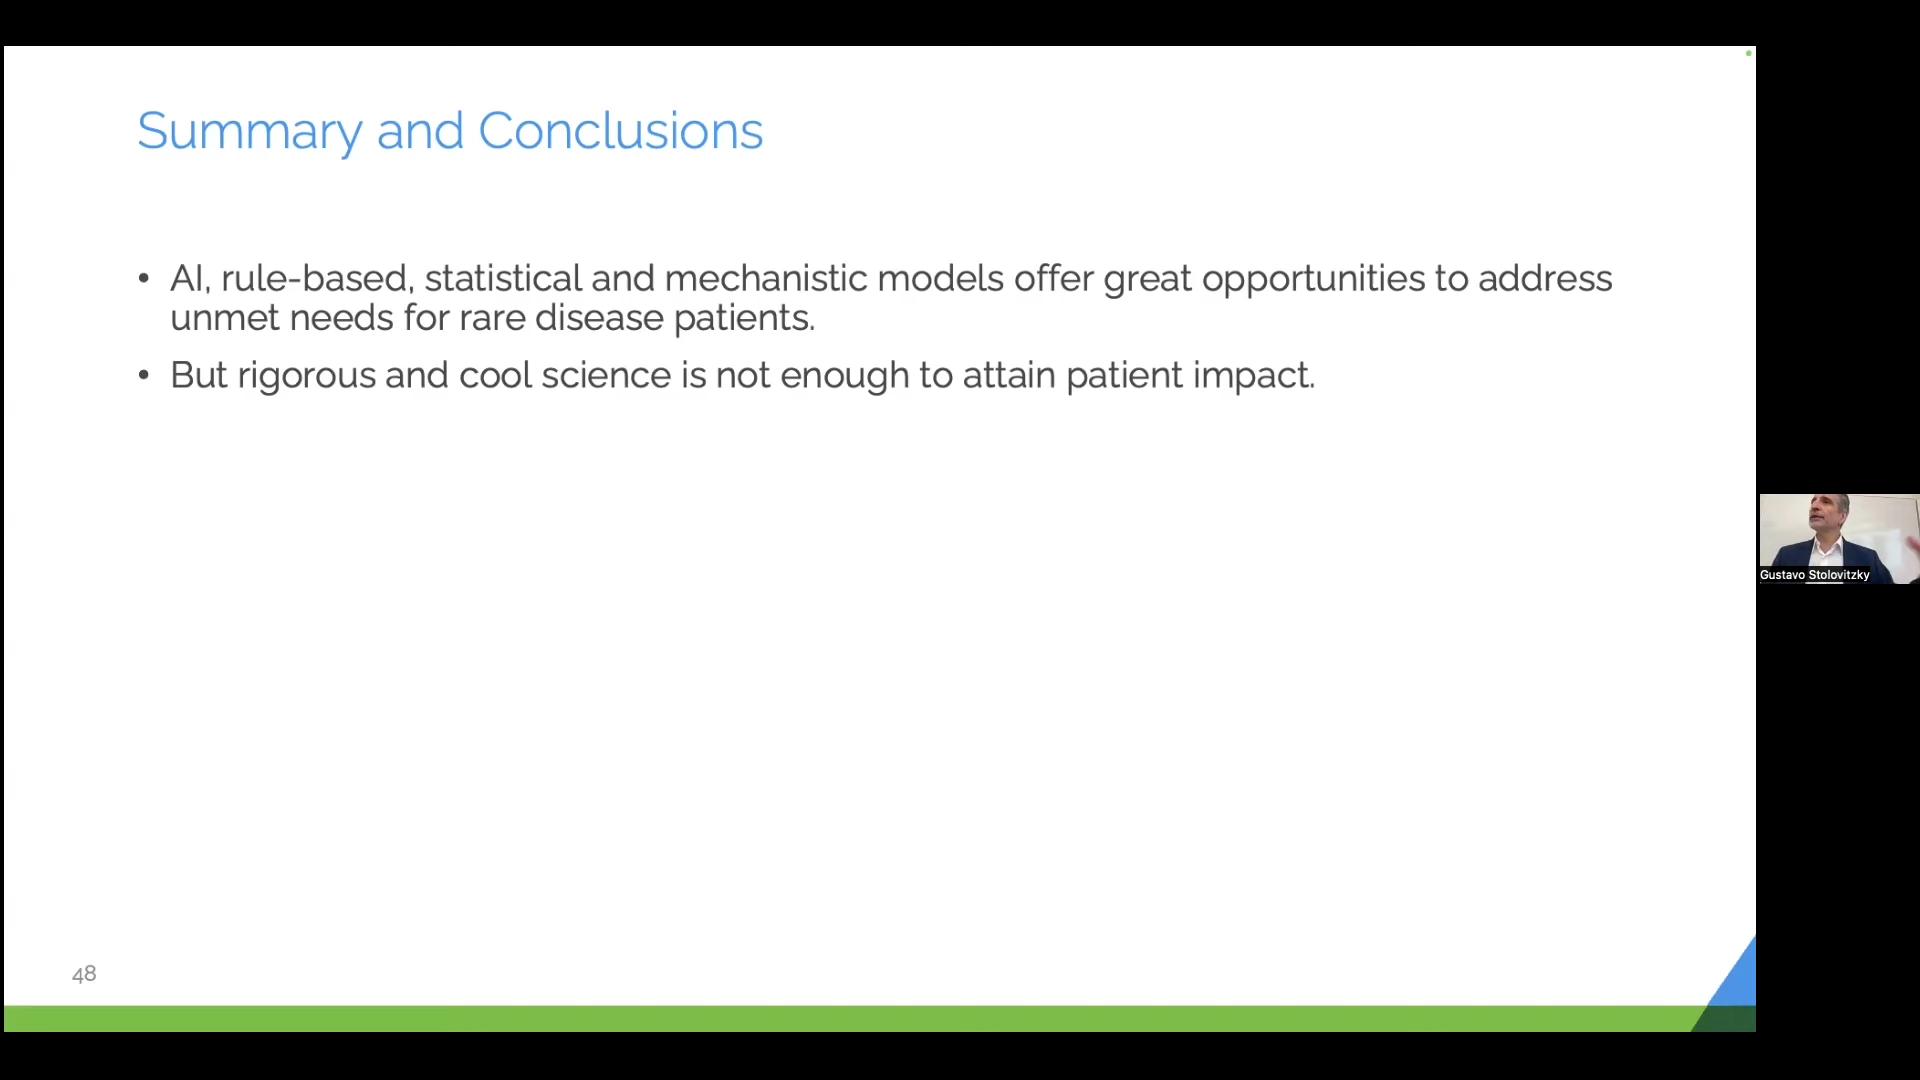 Summary and Conclusions
• AI, rule-based, statistical and mechanistic models offer great opportunities to address
unmet needs for rare disease patients.
• But rigorous and cool science is not enough to attain patient impact.
Gustavo Stolovitzky
48